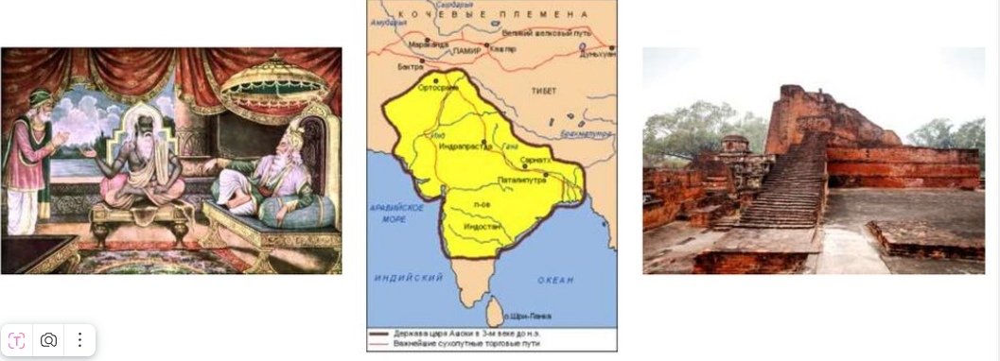 Сырдарья
КОЧЕВЫЕ ПЛЕМЕНА
Амударья
Великий шелковый путь
Мараканда
ПАМИР
Кашгар
Дуньхуан
Бактра
Ортоспана
ТИБЕТ
Инд
Индрапрастха
Ганг
Брахмапутра
Сарнатх
Паталипутра
АРАВИЙСКОЕ
МОРЕ
п-ов
Индостан
ИНДИЙСКИЙ ОКЕАН
о.Шри-Ланка
Держава царя Ашоки в 3-м веке до н.э.
Важнейшие сухопутные торговые пути